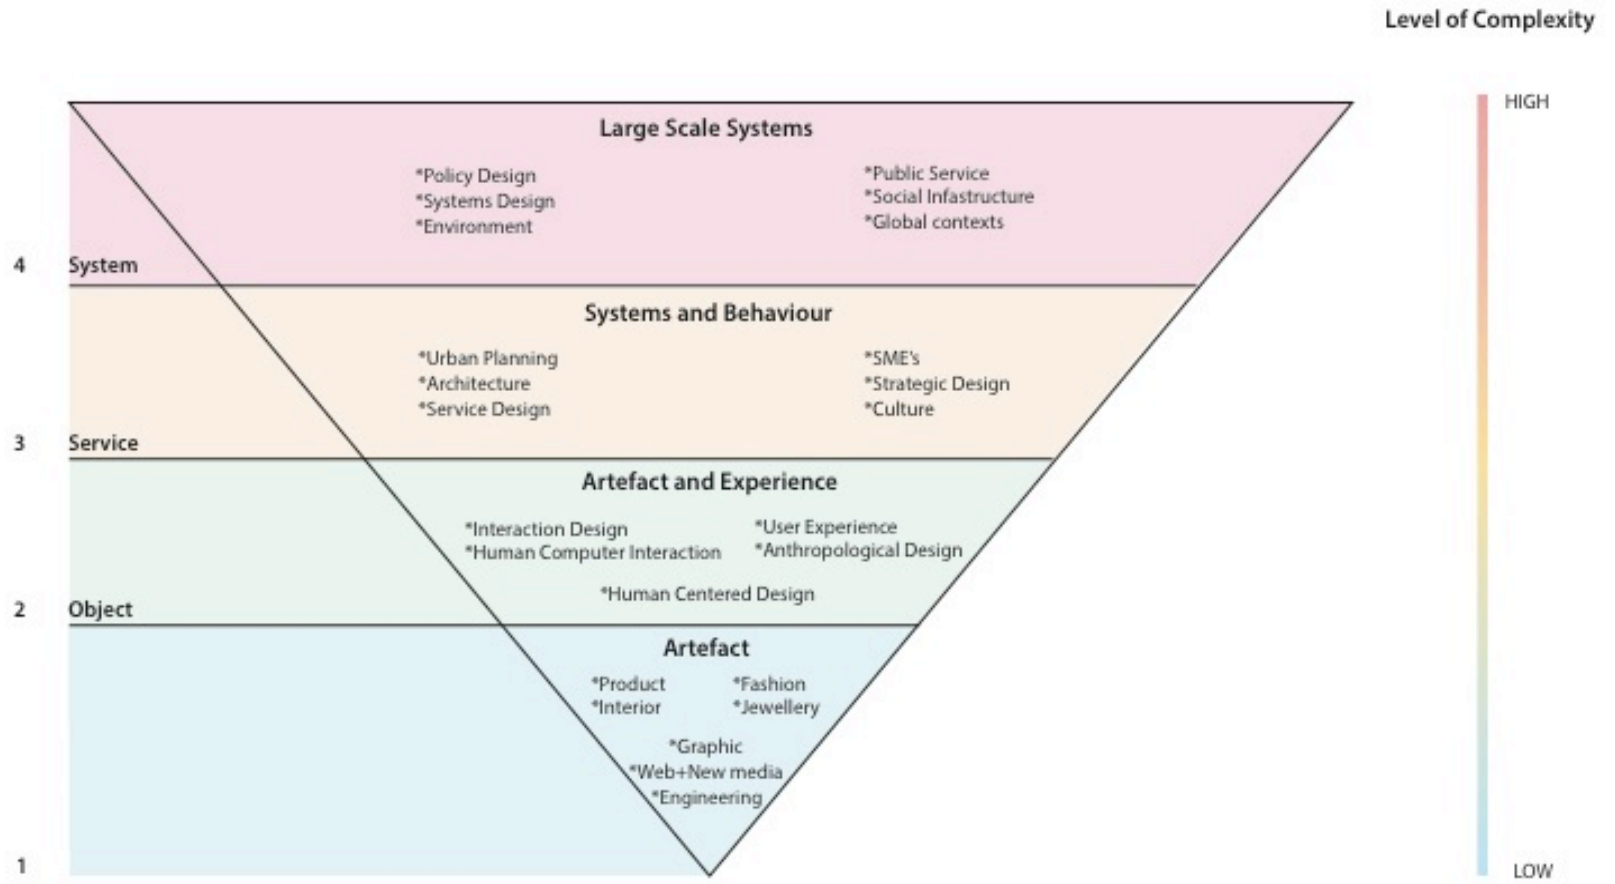 Level of Complexity
HIGH
Large Scale Systems
*Policy Design
*Systems Design
*Environment
*Public Service
*Social Infastructure
*Global contexts
4 System
Systems and Behaviour
*Urban Planning
*Architecture
*Service Design
*SME's
*Strategic Design
*Culture
3 Service
Artefact and Experience
*Interaction Design
*Human Computer Interaction
*User Experience
*Anthropological Design
*Human Centered Design
2 Object
Artefact
*Product
*Interior
*Fashion
*Jewellery
*Graphic
*Web+New media
*Engineering
1
LOW